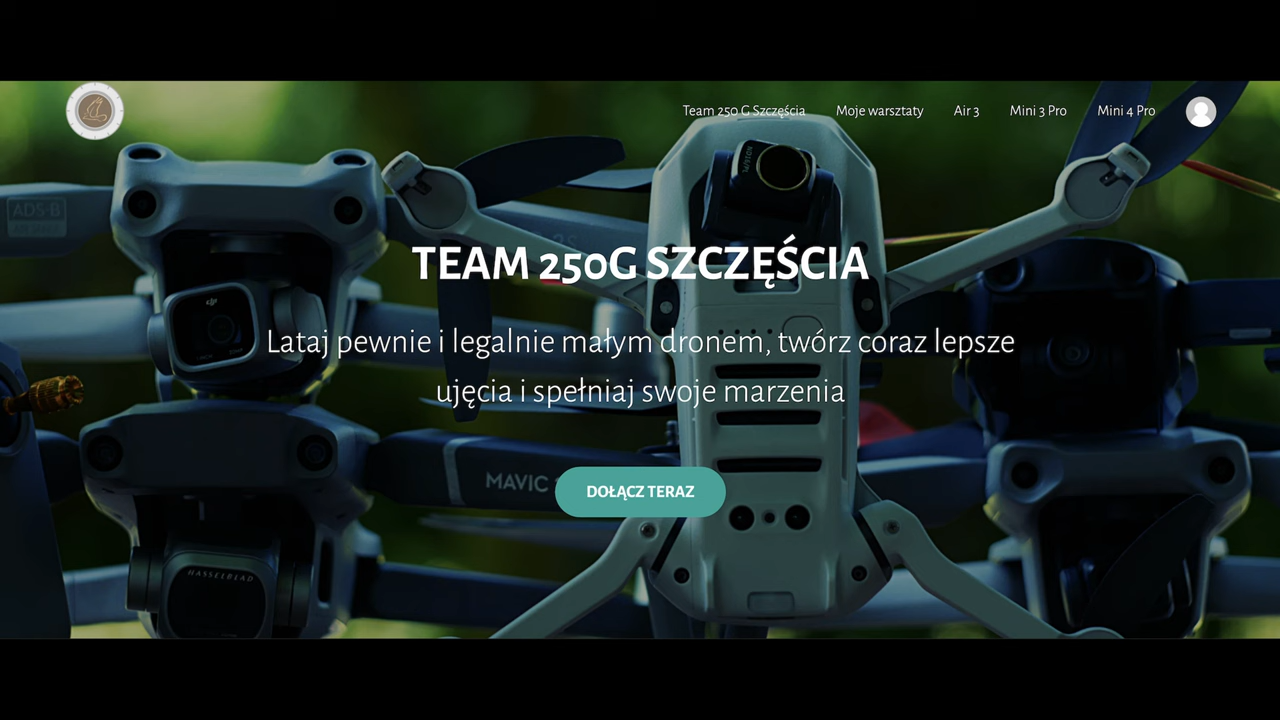 Team 250 G Szczęścia
Moje warsztaty
Air 3
Mini 3 Pro
Mini 4 Pro
ADS-B
TEAM 250G SZCZĘŚCIA
Lataj pewnie i legalnie małym dronem, twórz coraz lepsze
ujęcia i spełniaj swoje marzenia
MAVIC
DOŁĄCZ TERAZ
HASSELBLAD